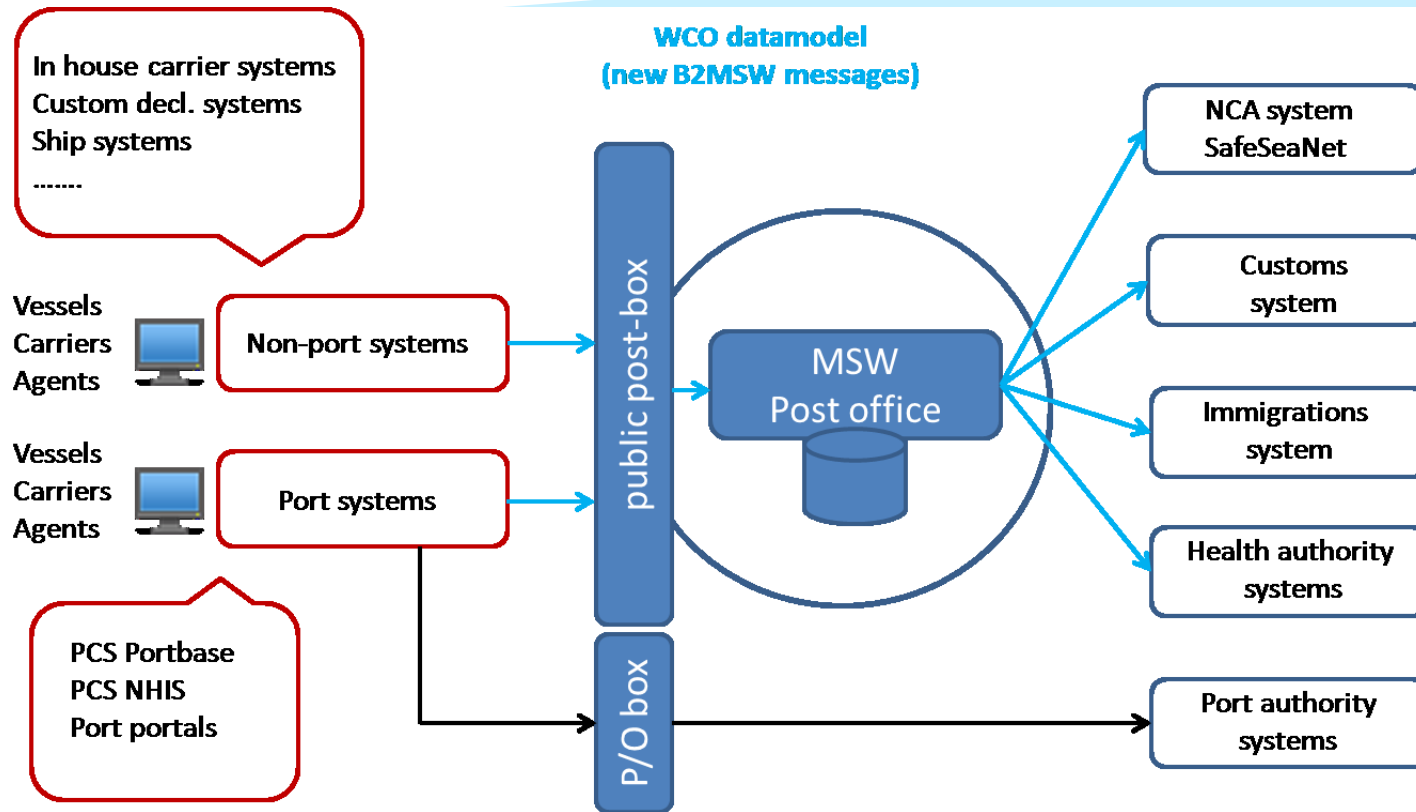 WCO datamodel
(new B2MSW messages)
In house carrier systems
Custom decl. systems
Ship systems
.......
Vessels
Carriers
Agents
Non-port systems
Vessels
Carriers
Agents
Port systems
PCS Portbase
PCS NHIS
Port portals
public post-box
P/O box
MSW
Post office
NCA system
SafeSeaNet
Customs
system
Immigrations
system
Health authority
systems
Port authority
systems